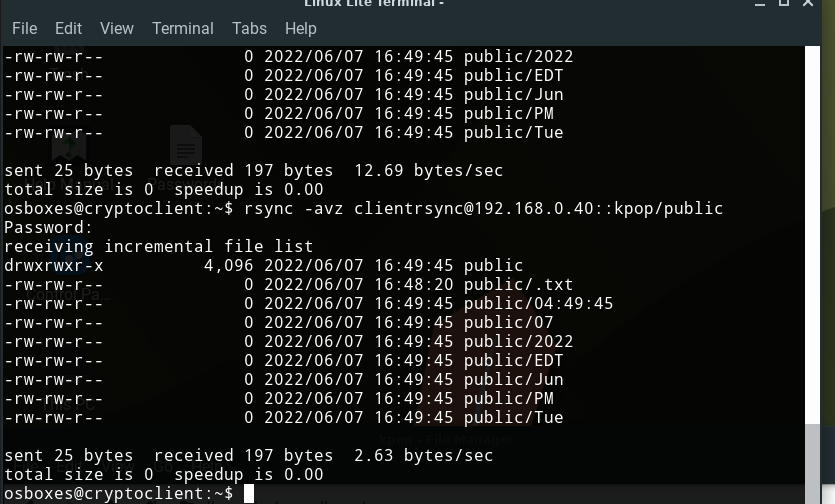 Linux Lite Terminal -
File Edit View Terminal Tabs Help
-rw-rw-r-- 0 2022/06/07 16:49:45 public/2022
-rw-rw-r-- 0 2022/06/07 16:49:45 public/EDT
-rw-rw-r-- 0 2022/06/07 16:49:45 public/Jun
-rw-rw-r-- 0 2022/06/07 16:49:45 public/PM
-rw-rw-r-- 0 2022/06/07 16:49:45 public/Tue
sent 25 bytes received 197 bytes 12.69 bytes/sec
total size is 0 speedup is 0.00
osboxes@cryptoclient:~$ rsync -avz clientrsync@192.168.0.40::kpop/public
Password:
receiving incremental file list
drwxrwxr-x 4,096 2022/06/07 16:49:45 public
-rw-rw-r-- 0 2022/06/07 16:48:20 public/.txt
-rw-rw-r-- 0 2022/06/07 16:49:45 public/04:49:45
-rw-rw-r-- 0 2022/06/07 16:49:45 public/07
-rw-rw-r-- 0 2022/06/07 16:49:45 public/2022
-rw-rw-r-- 0 2022/06/07 16:49:45 public/EDT
-rw-rw-r-- 0 2022/06/07 16:49:45 public/Jun
-rw-rw-r-- 0 2022/06/07 16:49:45 public/PM
-rw-rw-r-- 0 2022/06/07 16:49:45 public/Tue
sent 25 bytes received 197 bytes 2.63 bytes/sec
total size is 0 speedup is 0.00
osboxes@cryptoclient:~$